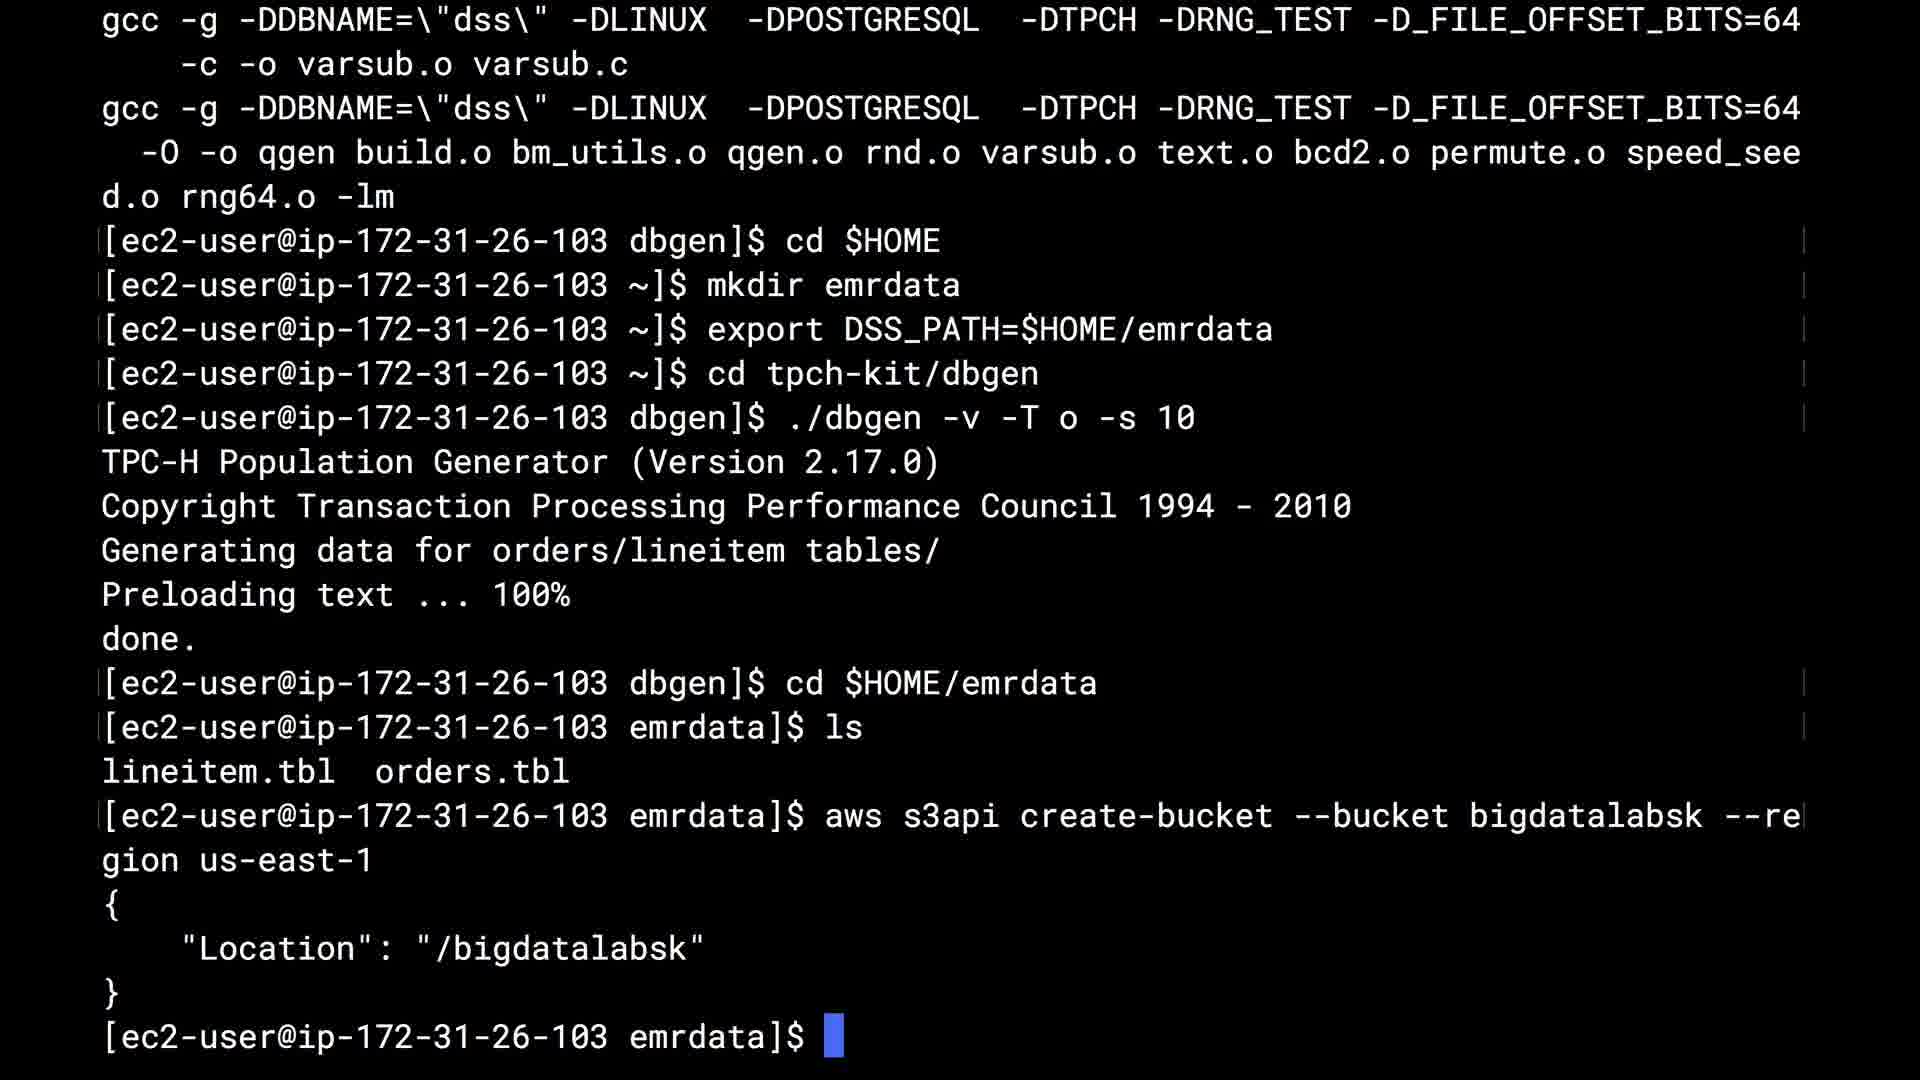 gcc -g -DDBNAME=\"dss\" -DLINUX  -DPOSTGRESQL  -DTPCH -DRNG_TEST -D_FILE_OFFSET_BITS=64
    -c -o varsub.o varsub.c
gcc -g -DDBNAME=\"dss\" -DLINUX  -DPOSTGRESQL  -DTPCH -DRNG_TEST -D_FILE_OFFSET_BITS=64
  -O -o qgen build.o bm_utils.o qgen.o rnd.o varsub.o text.o bcd2.o permute.o speed_see
d.o rng64.o -lm
[ec2-user@ip-172-31-26-103 dbgen]$ cd $HOME
[ec2-user@ip-172-31-26-103 ~]$ mkdir emrdata
[ec2-user@ip-172-31-26-103 ~]$ export DSS_PATH=$HOME/emrdata
[ec2-user@ip-172-31-26-103 ~]$ cd tpch-kit/dbgen
[ec2-user@ip-172-31-26-103 dbgen]$ ./dbgen -v -T o -s 10
TPC-H Population Generator (Version 2.17.0)
Copyright Transaction Processing Performance Council 1994 - 2010
Generating data for orders/lineitem tables/
Preloading text ... 100%
done.
[ec2-user@ip-172-31-26-103 dbgen]$ cd $HOME/emrdata
[ec2-user@ip-172-31-26-103 emrdata]$ ls
lineitem.tbl  orders.tbl
[ec2-user@ip-172-31-26-103 emrdata]$ aws s3api create-bucket --bucket bigdatalabsk --re
gion us-east-1
{
    "Location": "/bigdatalabsk"
}
[ec2-user@ip-172-31-26-103 emrdata]$